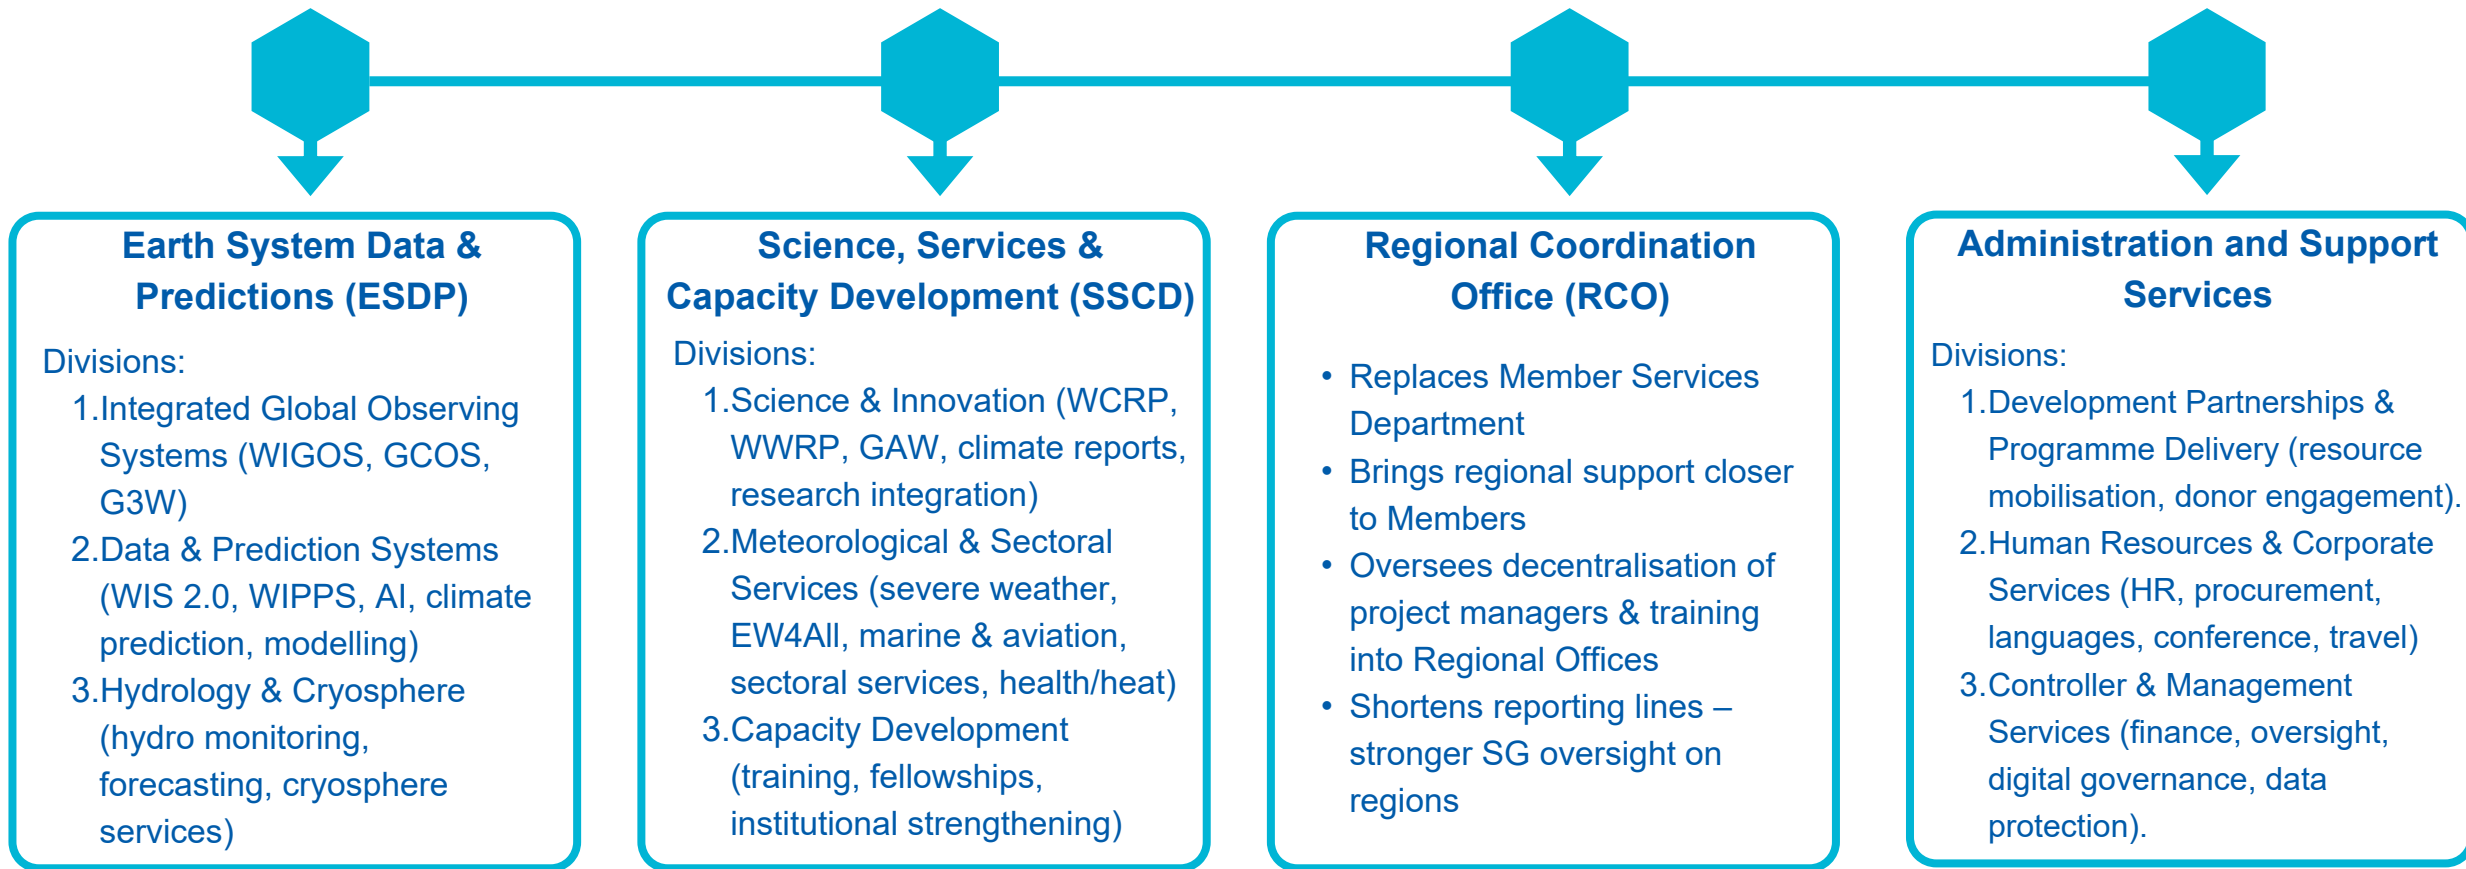 Earth System Data &
Predictions (ESDP)
Divisions:
1.Integrated Global Observing
Systems (WIGOS, GCOS,
G3W)
2.Data & Prediction Systems
(WIS 2.0, WIPPS, AI, climate
prediction, modelling)
3.Hydrology & Cryosphere
(hydro monitoring,
forecasting, cryosphere
services)
Science, Services &
Capacity Development (SSCD)
Divisions:
1.Science & Innovation (WCRP,
WWRP, GAW, climate reports,
research integration)
2.Meteorological & Sectoral
Services (severe weather,
EW4All, marine & aviation,
sectoral services, health/heat)
3.Capacity Development
(training, fellowships,
institutional strengthening)
Regional Coordination
Office (RCO)
• Replaces Member Services
Department
• Brings regional support closer
to Members
• Oversees decentralisation of
project managers & training
into Regional Offices
• Shortens reporting lines –
stronger SG oversight on
regions
Administration and Support
Services
Divisions:
1.Development Partnerships &
Programme Delivery (resource
mobilisation, donor engagement).
2.Human Resources & Corporate
Services (HR, procurement,
languages, conference, travel)
3.Controller & Management
Services (finance, oversight,
digital governance, data
protection).